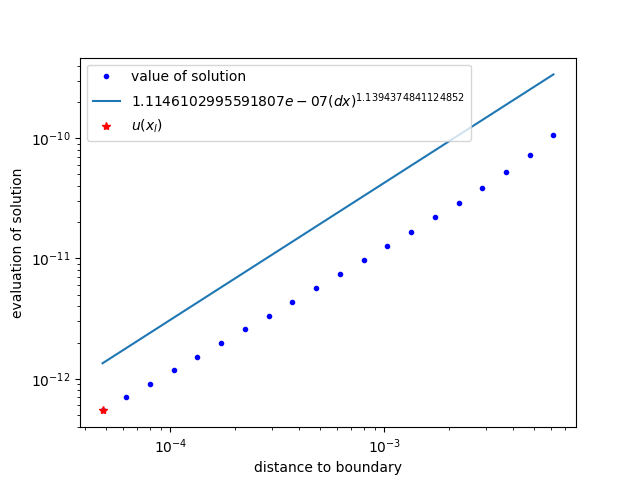 value of solution
1.1146102995591807e − 07(dx)^1.1394374841124852
u(x_l)
10^−10
10^−11
10^−12
evaluation of solution
10^−4
10^−3
distance to boundary